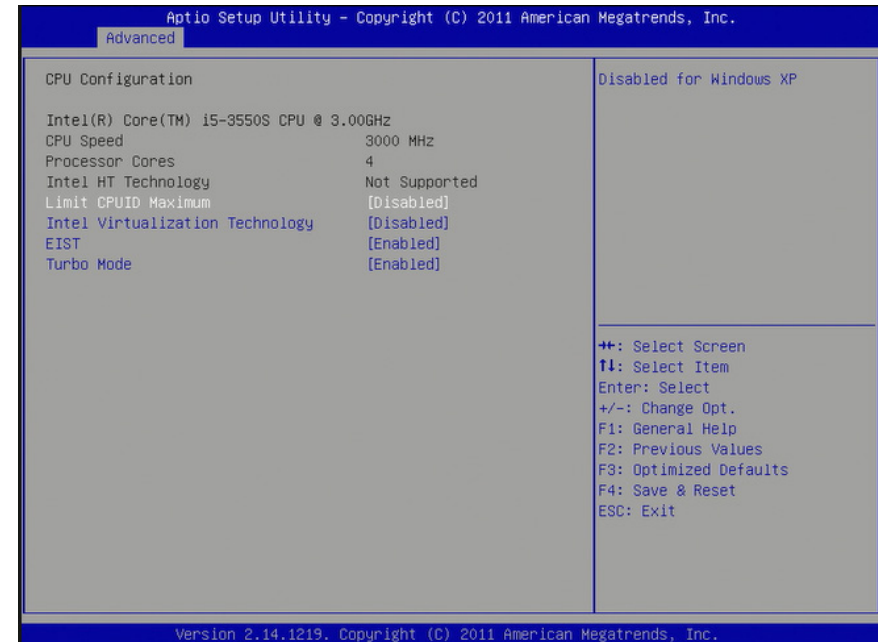 Aptio Setup Utility – Copyright (C) 2011 American Megatrends, Inc.
Advanced
CPU Configuration
Intel(R) Core(TM) i5-3550S CPU @ 3.00GHz
CPU Speed 3000 MHz
Processor Cores 4
Intel HT Technology Not Supported
Limit CPUID Maximum [Disabled]
Intel Virtualization Technology [Disabled]
EIST [Enabled]
Turbo Mode [Enabled]
Disabled for Windows XP
→←: Select Screen
↑↓: Select Item
Enter: Select
+/-: Change Opt.
F1: General Help
F2: Previous Values
F3: Optimized Defaults
F4: Save & Reset
ESC: Exit
Version 2.14.1219. Copyright (C) 2011 American Megatrends, Inc.